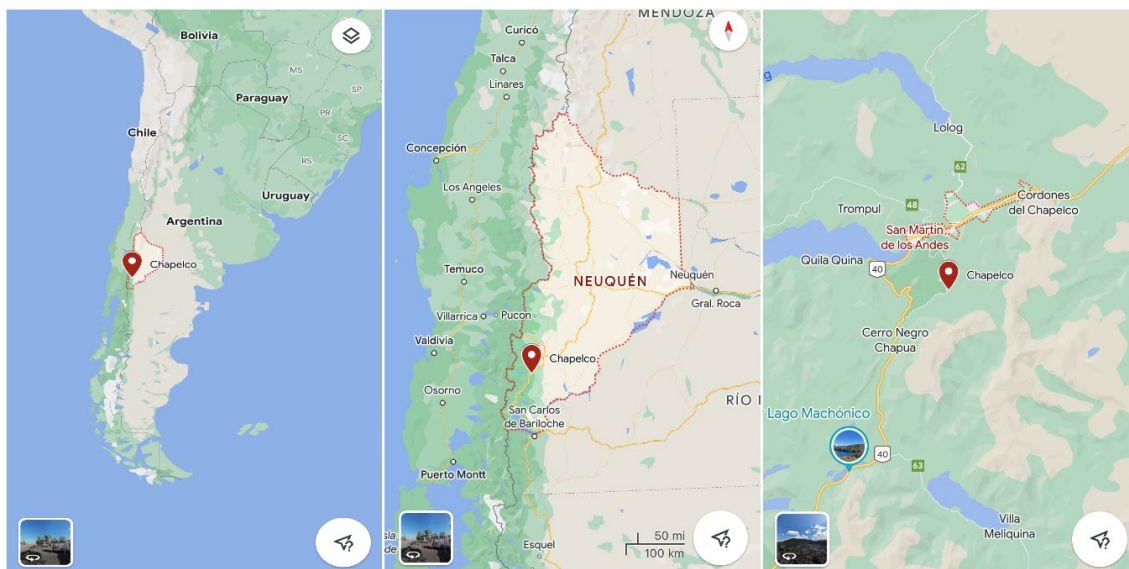 Bolivia
MS
SP
Paraguay
PR
Chile
SC
RS
Uruguay
Argentina
Chapelco
MENDOZA
Curicó
Talca
Linares
Concepción
Los Angeles
Temuco
NEUQUÉN
Neuquén
Gral. Roca
Villarrica
Pucon
Valdivia
Chapelco
Osorno
RÍO
San Carlos
de Bariloche
Puerto Montt
Esquel
50 mi
100 km
Lolog
62
Cordones
del Chapelco
48
Trompul
San Martin
de los Andes
Quila Quina
40
Chapelco
Cerro Negro
Chapua
Lago Machónico
40
63
Villa
Meliquina